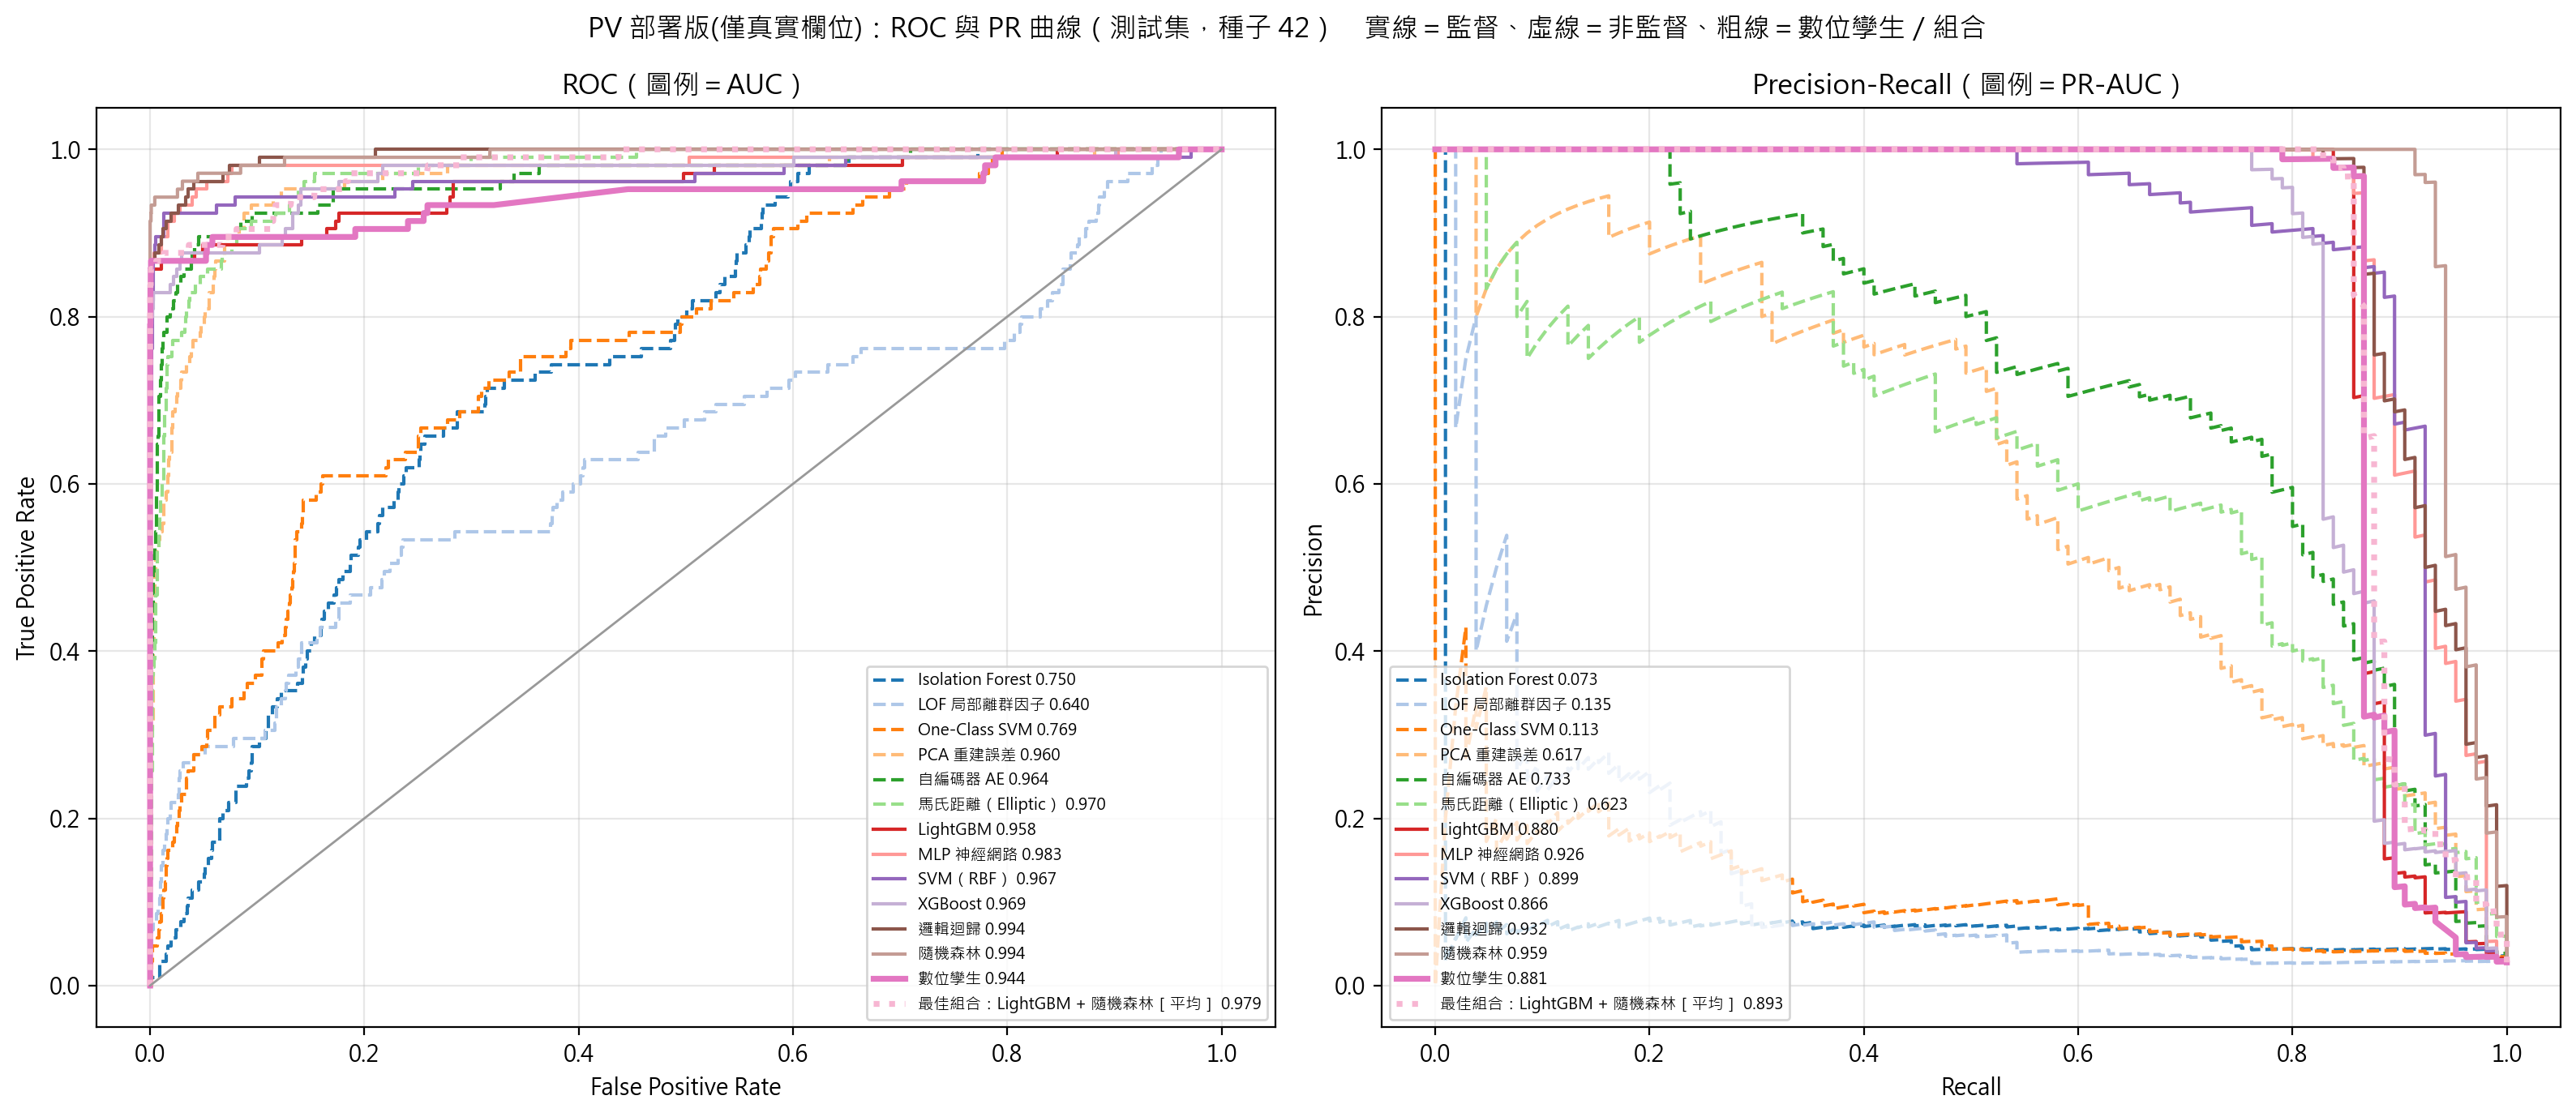 PV 部署版(僅真實欄位)：ROC 與 PR 曲線（測試集，種子 42）　實線＝監督、虛線＝非監督、粗線＝數位孿生／組合
ROC（圖例＝AUC）
True Positive Rate
1.0
0.8
0.6
0.4
0.2
0.0
0.0 0.2 0.4 0.6 0.8 1.0
False Positive Rate
Isolation Forest 0.750
LOF 局部離群因子 0.640
One-Class SVM 0.769
PCA 重建誤差 0.960
自編碼器 AE 0.964
馬氏距離（Elliptic） 0.970
LightGBM 0.958
MLP 神經網路 0.983
SVM（RBF） 0.967
XGBoost 0.969
邏輯迴歸 0.994
隨機森林 0.994
數位孿生 0.944
最佳組合：LightGBM + 隨機森林［平均］ 0.979
Precision-Recall（圖例＝PR-AUC）
Precision
1.0
0.8
0.6
0.4
0.2
0.0
0.0 0.2 0.4 0.6 0.8 1.0
Recall
Isolation Forest 0.073
LOF 局部離群因子 0.135
One-Class SVM 0.113
PCA 重建誤差 0.617
自編碼器 AE 0.733
馬氏距離（Elliptic） 0.623
LightGBM 0.880
MLP 神經網路 0.926
SVM（RBF） 0.899
XGBoost 0.866
邏輯迴歸 0.932
隨機森林 0.959
數位孿生 0.881
最佳組合：LightGBM + 隨機森林［平均］ 0.893